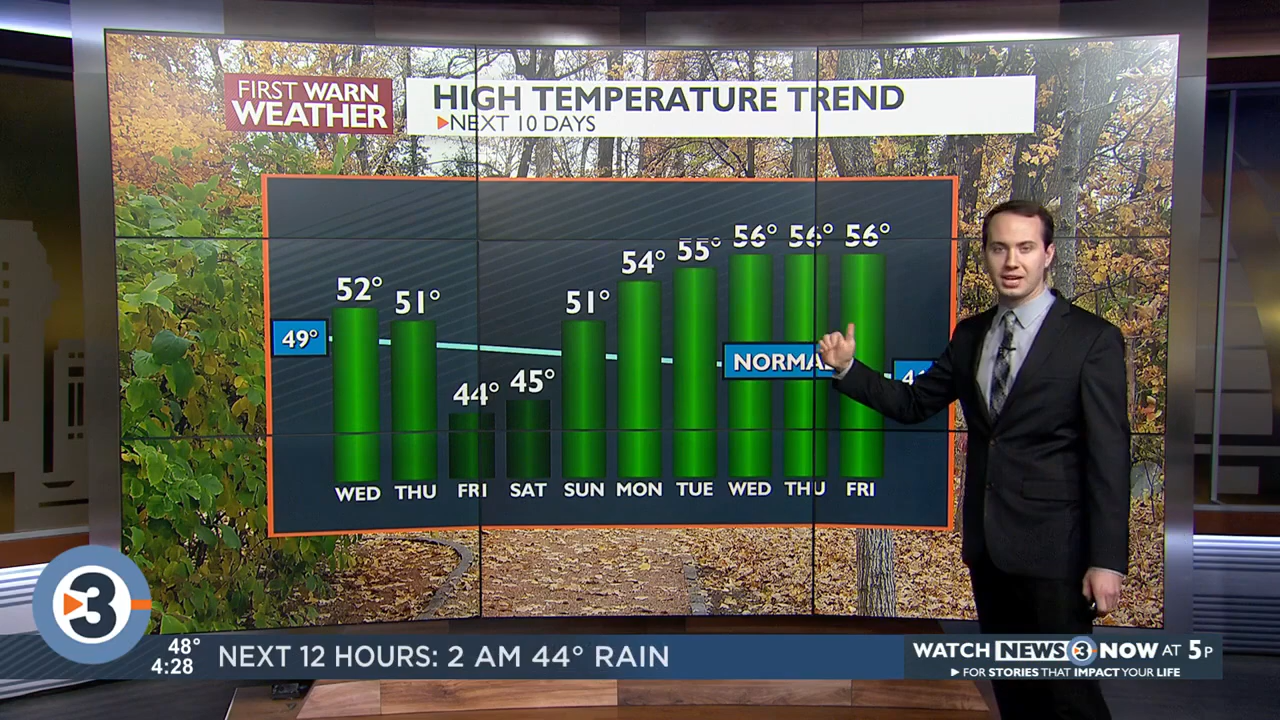 FIRST WARN
WEATHER
HIGH TEMPERATURE TREND
NEXT 10 DAYS
52° 51° 44° 45° 51° 54° 55° 56° 56° 56°
49°
WED THU FRI SAT SUN MON TUE WED THU FRI
3
48°
4:28
NEXT 12 HOURS: 2 AM 44° RAIN
WATCH NEWS 3 NOW AT 5P
FOR STORIES THAT IMPACT YOUR LIFE